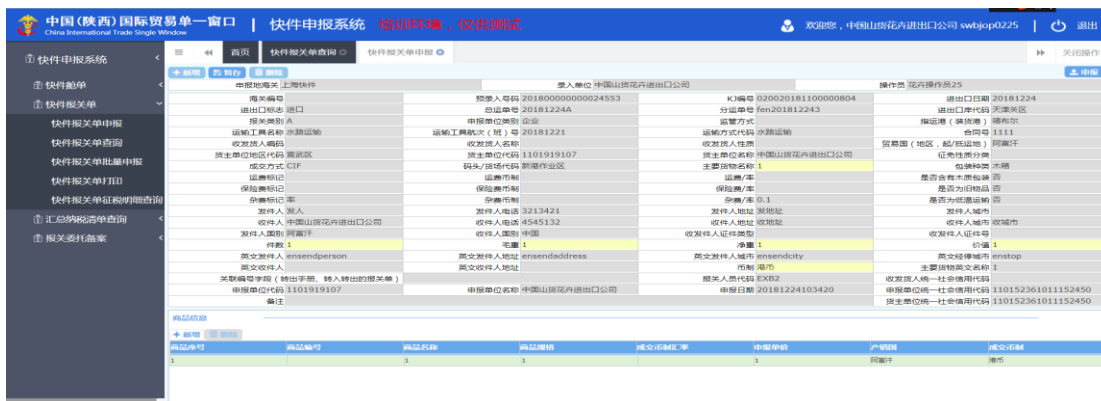 中国(陕西)国际贸易单一窗口 | 快件申报系统 培训环境，仅供测试 欢迎您，中国山货花卉进出口公司 swbjop0225 | 退出
China International Trade Single Window
快件申报系统
首页 快件报关单查询 快件报关单申报 关闭操作
快件舱单
快件报关单
快件报关单申报
快件报关单查询
快件报关单批量申报
快件报关单打印
快件报关单征税明细查询
汇总纳税清单查询
报关委托备案
新增 暂存 删除 申报
申报地海关 上海快件 录入单位 中国山货花卉进出口公司 操作员 花卉操作员25
海关编号 预录入号码 201800000000024553 KJ编号 0200201811000000804 进出口日期 20181224
进出口标志 进口 总运单号 20181224A 分运单号 fen201812243 进出口岸代码 天津关区
报关类别 A 申报单位类别 企业 监管方式 指运港（装货港） 喀布尔
运输工具名称 水路运输 运输工具航次（班）号 20181221 运输方式代码 水路运输 合同号 1111
收发货人编码 收发货人名称 收发货人性质 贸易国（地区，起/抵运地） 阿富汗
货主单位地区代码 宣武区 货主单位代码 1101919107 货主单位名称 中国山货花卉进出口公司 征免性质分类
成交方式 CIF 码头/货场代码 新港作业区 主要货物名称 1 包装种类 木箱
运费标记 运费币制 运费/率 是否含有木质包装 否
保险费标记 保险费币制 保险费/率 是否为旧物品 否
杂费标记 率 杂费币制 杂费/率 0.1 是否为低温运输 否
发件人 发人 发件人电话 3213421 发件人地址 发地址 发件人城市
收件人 中国山货花卉进出口公司 收件人电话 4545132 收件人地址 收地址 收件人城市 收城市
发件人国别 阿富汗 收件人国别 中国 收发件人证件类型 收发件人证件号
件数 1 毛重 1 净重 1 价值 1
英文发件人 ensendperson 英文发件人地址 ensendaddress 英文发件人城市 ensendcity 英文经停城市 enstop
英文收件人 英文收件人地址 币制 港币 主要货物英文名称 1
关联编号字段（转出手册、转入转出的报关单） 报关人员代码 EXB2 收发货人统一社会信用代码
申报单位代码 1101919107 申报单位名称 中国山货花卉进出口公司 申报日期 20181224103420 申报单位统一社会信用代码 110152361011152450
备注 货主单位统一社会信用代码 110152361011152450
商品信息
新增 删除
商品序号 商品编号 商品名称 商品规格 成交币制汇率 申报单价 产销国 成交币制
1 1 1 1 阿富汗 港币